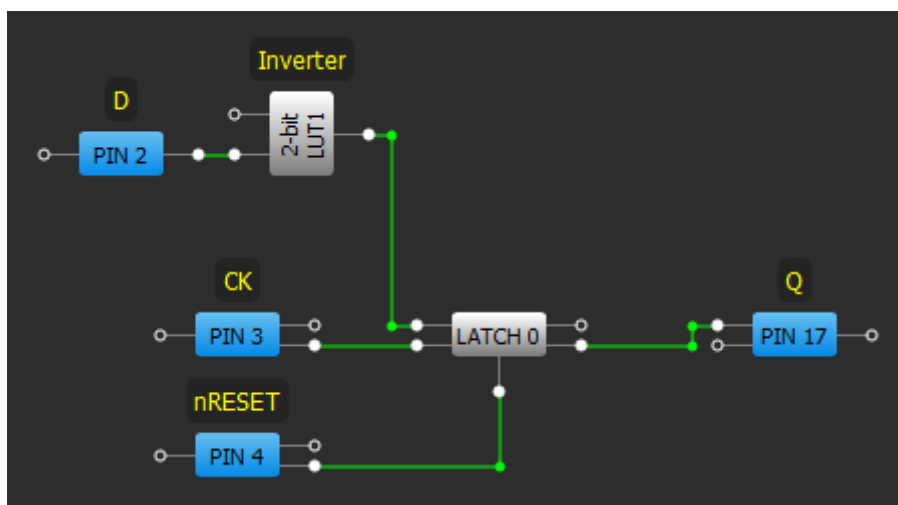 Inverter
D
2-bit
LUT1
PIN 2
CK
Q
PIN 3
LATCH 0
PIN 17
nRESET
PIN 4